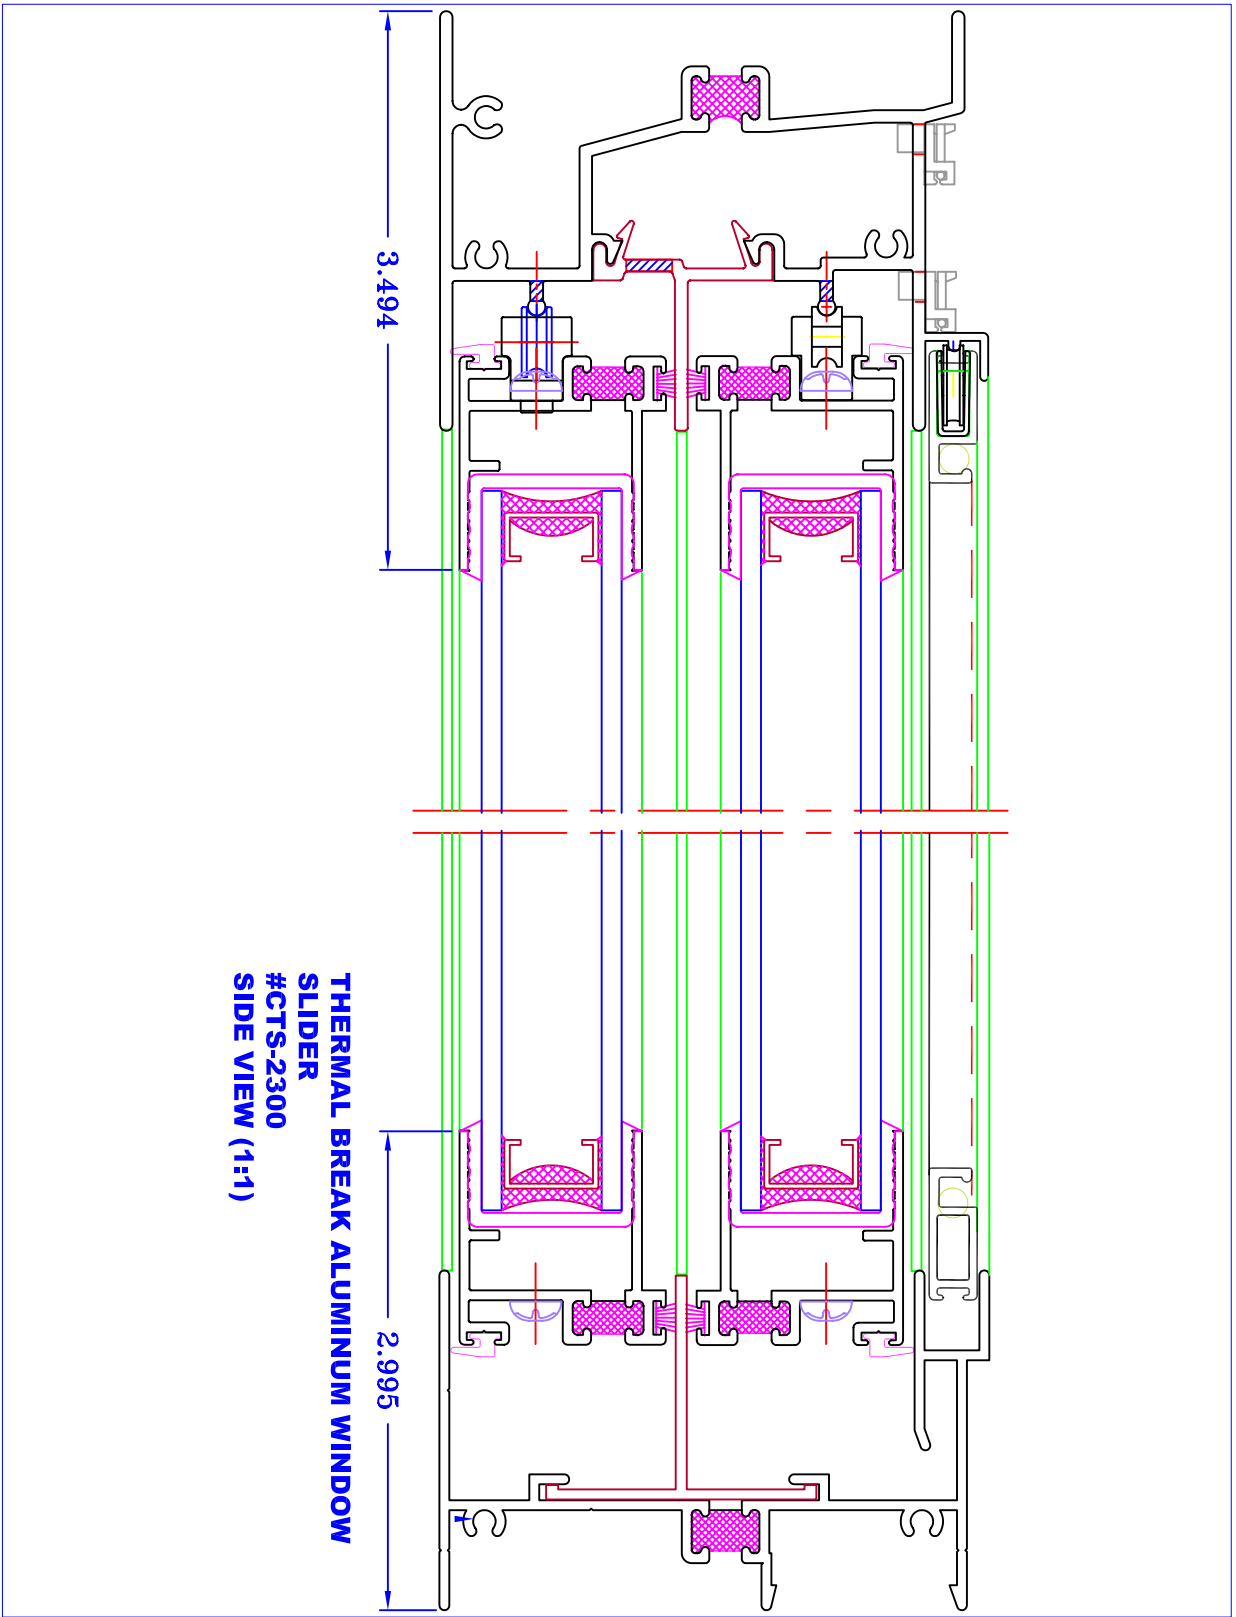 3.494
2.995
THERMAL BREAK ALUMINUM WINDOW
SLIDER
#CTS-2300
SIDE VIEW (1:1)